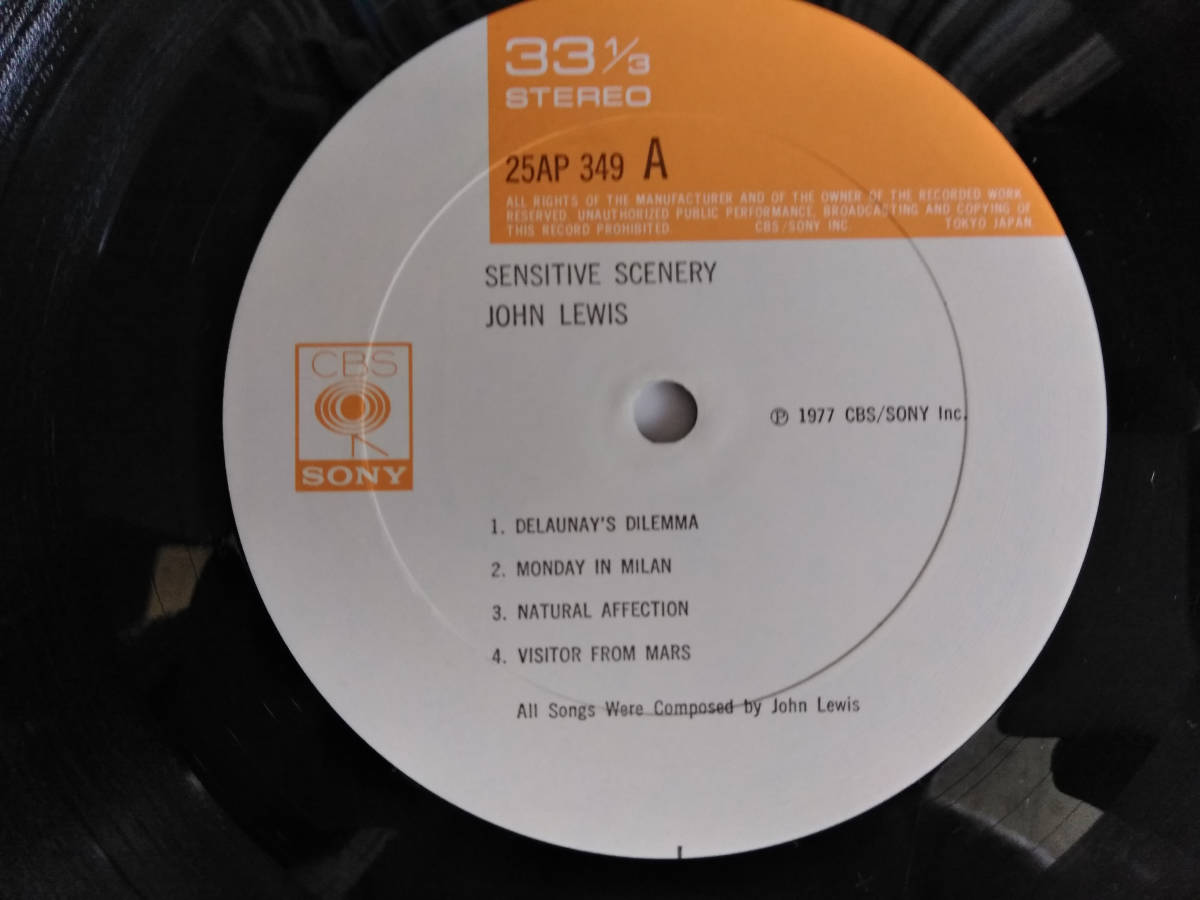 33 1/3
STEREO
25AP 349 A
ALL RIGHTS OF THE MANUFACTURER AND OF THE OWNER OF THE RECORDED WORK
RESERVED. UNAUTHORIZED PUBLIC PERFORMANCE, BROADCASTING AND COPYING OF
THIS RECORD PROHIBITED. CBS/SONY INC. TOKYO JAPAN.
SENSITIVE SCENERY
JOHN LEWIS
CBS
SONY
℗ 1977 CBS/SONY Inc.
1. DELAUNAY'S DILEMMA
2. MONDAY IN MILAN
3. NATURAL AFFECTION
4. VISITOR FROM MARS
All Songs Were Composed by John Lewis